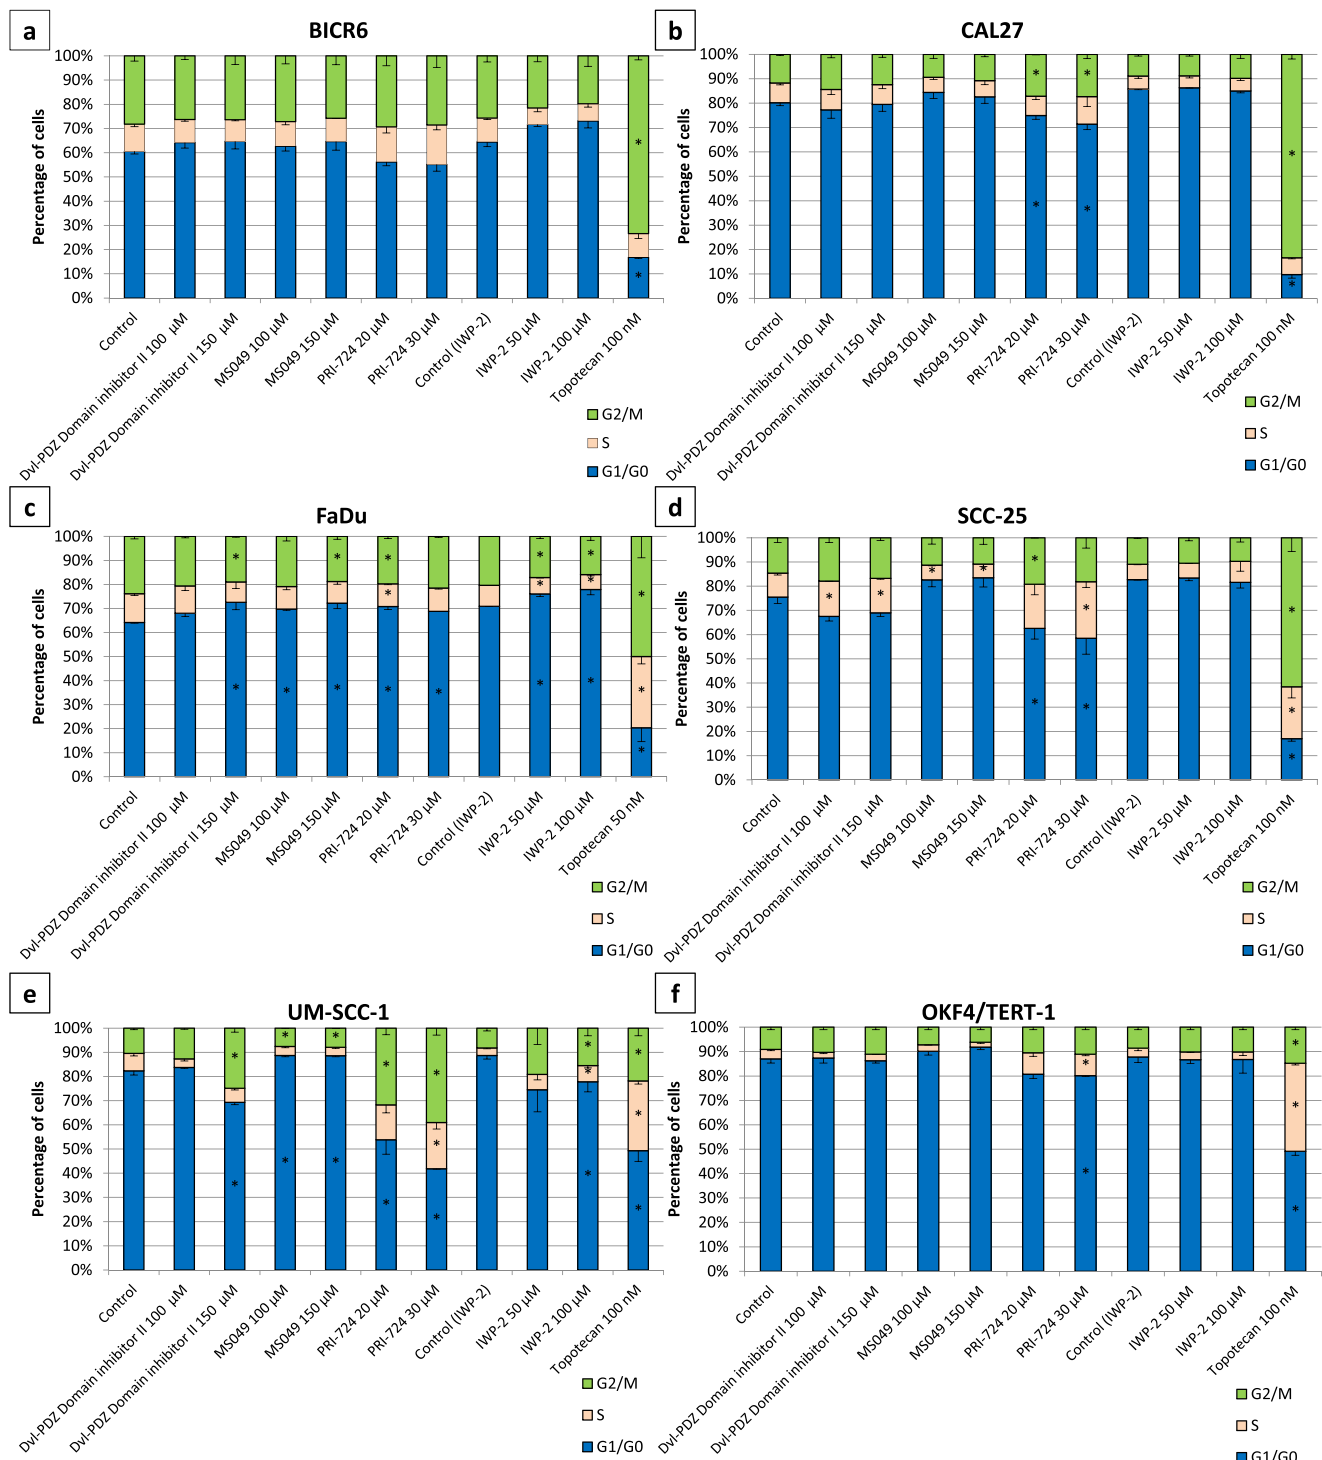 a
BICR6
Percentage of cells
100%
90%
80%
70%
60%
50%
40%
30%
20%
10%
0%
*
*
Control
Dvl-PDZ Domain inhibitor II 100 µM
Dvl-PDZ Domain inhibitor II 150 µM
MS049 100 µM
MS049 150 µM
PRI-724 20 µM
PRI-724 30 µM
Control (IWP-2)
IWP-2 50 µM
IWP-2 100 µM
Topotecan 100 nM
G2/M
S
G1/G0
b
CAL27
Percentage of cells
100%
90%
80%
70%
60%
50%
40%
30%
20%
10%
0%
* *
*
* *
*
Control
Dvl-PDZ Domain inhibitor II 100 µM
Dvl-PDZ Domain inhibitor II 150 µM
MS049 100 µM
MS049 150 µM
PRI-724 20 µM
PRI-724 30 µM
Control (IWP-2)
IWP-2 50 µM
IWP-2 100 µM
Topotecan 100 nM
G2/M
S
G1/G0
c
FaDu
Percentage of cells
100%
90%
80%
70%
60%
50%
40%
30%
20%
10%
0%
* * * * *
* * *
* *
* * * * * * *
*
Control
Dvl-PDZ Domain inhibitor II 100 µM
Dvl-PDZ Domain inhibitor II 150 µM
MS049 100 µM
MS049 150 µM
PRI-724 20 µM
PRI-724 30 µM
Control (IWP-2)
IWP-2 50 µM
IWP-2 100 µM
Topotecan 50 nM
G2/M
S
G1/G0
d
SCC-25
Percentage of cells
100%
90%
80%
70%
60%
50%
40%
30%
20%
10%
0%
* * *
* * *
*
* * *
*
Control
Dvl-PDZ Domain inhibitor II 100 µM
Dvl-PDZ Domain inhibitor II 150 µM
MS049 100 µM
MS049 150 µM
PRI-724 20 µM
PRI-724 30 µM
Control (IWP-2)
IWP-2 50 µM
IWP-2 100 µM
Topotecan 100 nM
G2/M
S
G1/G0
e
UM-SCC-1
Percentage of cells
100%
90%
80%
70%
60%
50%
40%
30%
20%
10%
0%
* * *
* * * *
* *
* *
* * *
* * * *
Control
Dvl-PDZ Domain inhibitor II 100 µM
Dvl-PDZ Domain inhibitor II 150 µM
MS049 100 µM
MS049 150 µM
PRI-724 20 µM
PRI-724 30 µM
Control (IWP-2)
IWP-2 50 µM
IWP-2 100 µM
Topotecan 100 nM
G2/M
S
G1/G0
f
OKF4/TERT-1
Percentage of cells
100%
90%
80%
70%
60%
50%
40%
30%
20%
10%
0%
*
*
*
*
*
Control
Dvl-PDZ Domain inhibitor II 100 µM
Dvl-PDZ Domain inhibitor II 150 µM
MS049 100 µM
MS049 150 µM
PRI-724 20 µM
PRI-724 30 µM
Control (IWP-2)
IWP-2 50 µM
IWP-2 100 µM
Topotecan 100 nM
G2/M
S
G1/G0